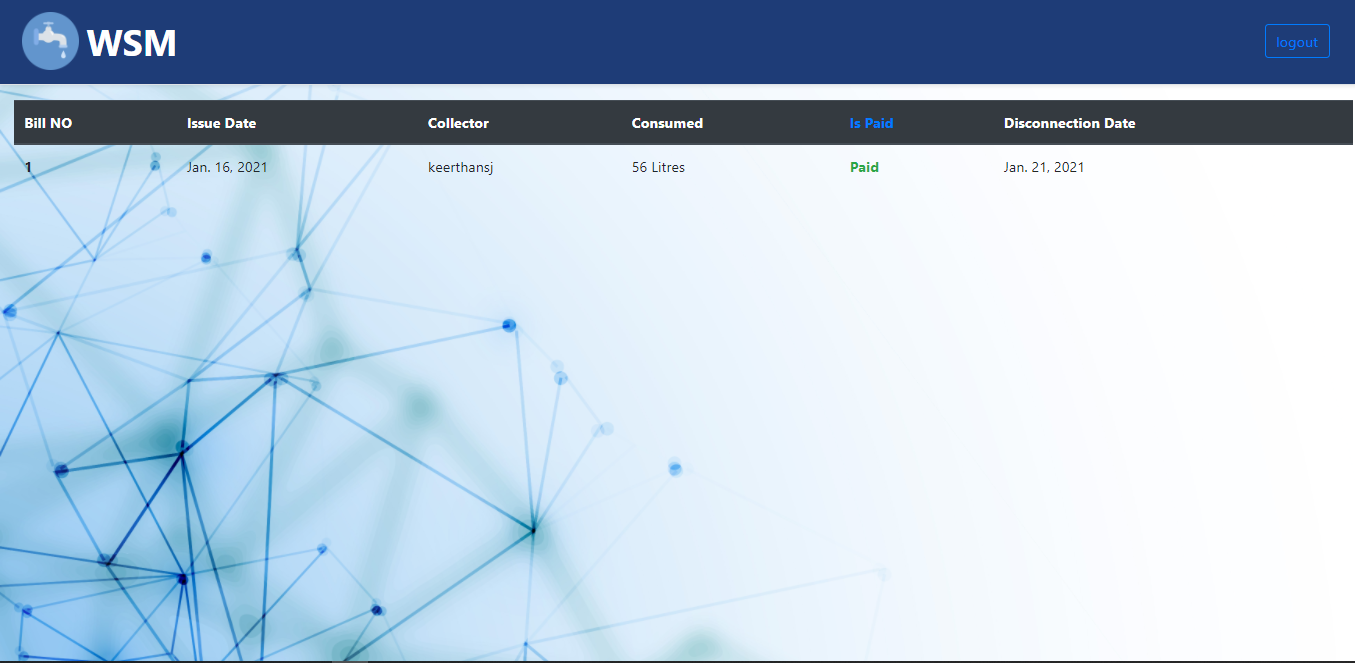 WSM
logout
Bill NO Issue Date Collector Consumed Is Paid Disconnection Date
1 Jan. 16, 2021 keerthansj 56 Litres Paid Jan. 21, 2021